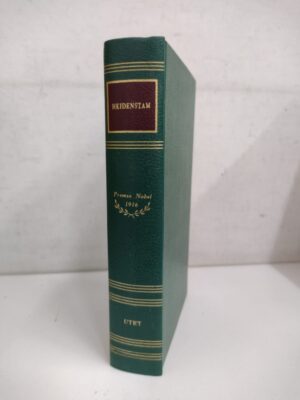 HEIDENSTAM
Premio Nobel
1916
UTET